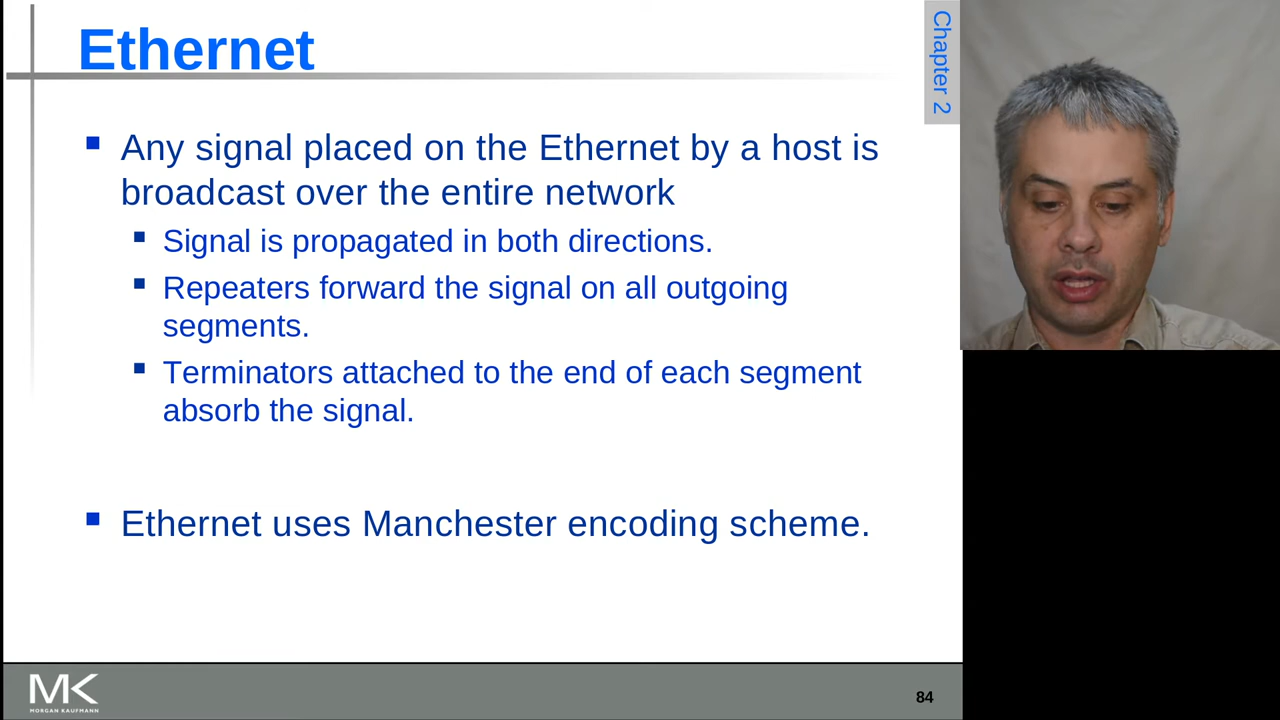 Ethernet
Chapter 2
Any signal placed on the Ethernet by a host is
broadcast over the entire network
Signal is propagated in both directions.
Repeaters forward the signal on all outgoing
segments.
Terminators attached to the end of each segment
absorb the signal.
Ethernet uses Manchester encoding scheme.
MK
MORGAN KAUFMANN
84